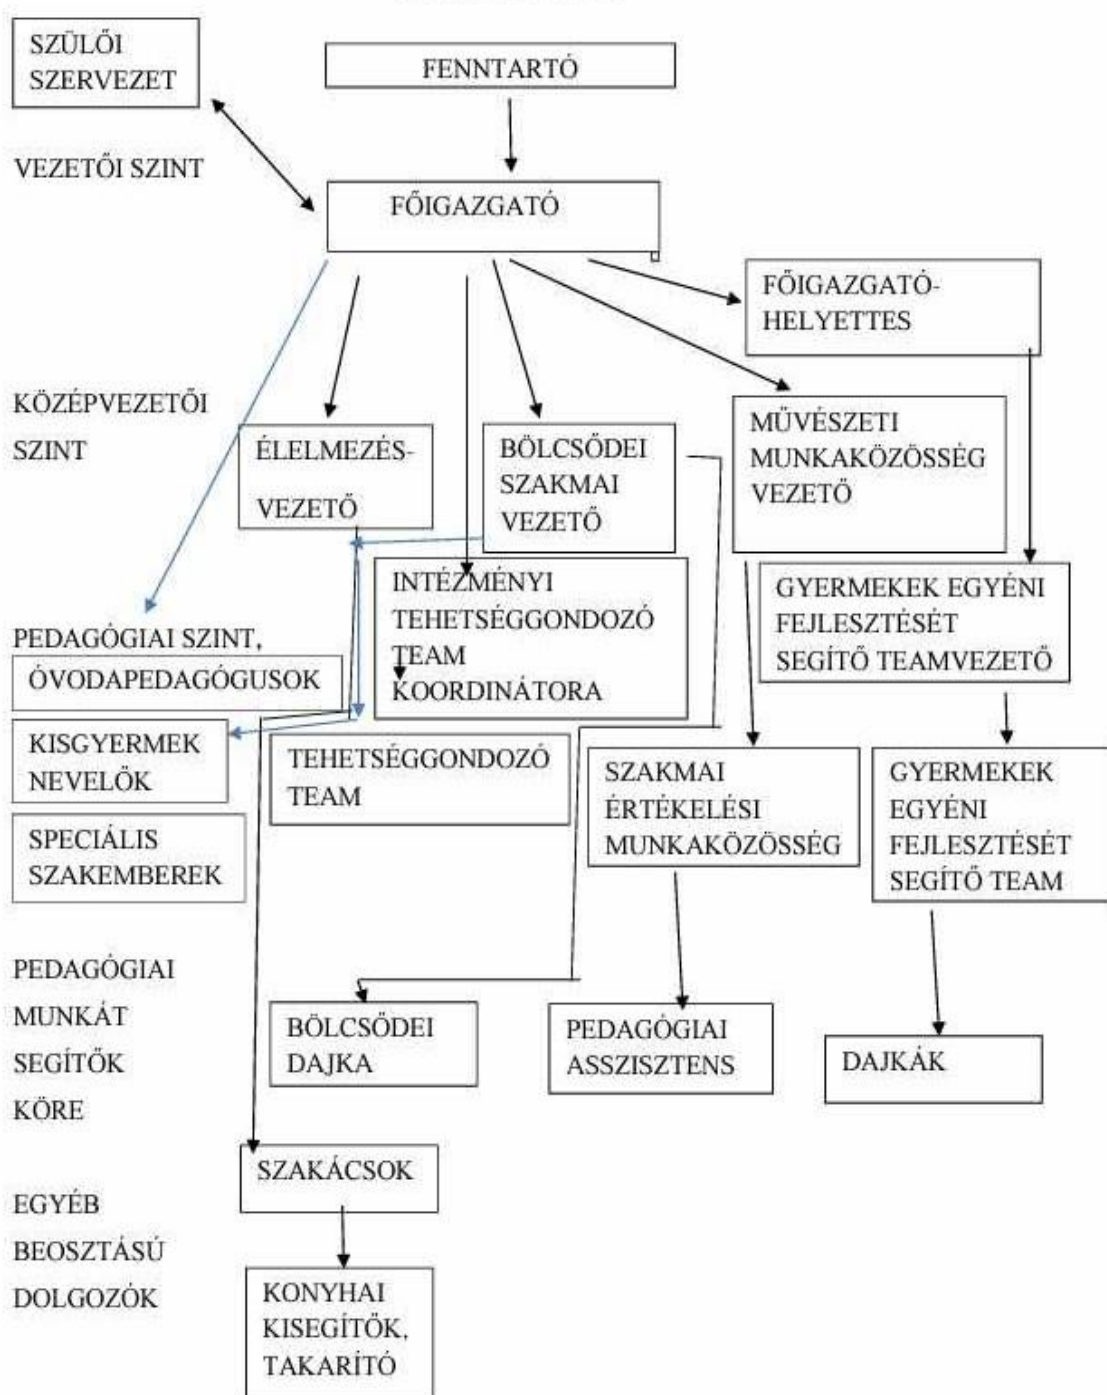 SZÜLŐI
SZERVEZET
FENNTARTÓ
VEZETŐI SZINT
FŐIGAZGATÓ
FŐIGAZGATÓ-
HELYETTES
KÖZÉPVEZETŐI
SZINT
ÉLELMEZÉS-
VEZETŐ
BÖLCSŐDEI
SZAKMAI
VEZETŐ
MŰVÉSZETI
MUNKAKÖZÖSSÉG
VEZETŐ
INTÉZMÉNYI
TEHETSÉGGONDOZÓ
TEAM
KOORDINÁTORA
GYERMEKEK EGYÉNI
FEJLESZTÉSÉT
SEGÍTŐ TEAMVEZETŐ
PEDAGÓGIAI SZINT,
ÓVODAPEDAGÓGUSOK
KISGYERMEK
NEVELŐK
SPECIÁLIS
SZAKEMBEREK
TEHETSÉGGONDOZÓ
TEAM
SZAKMAI
ÉRTÉKELÉSI
MUNKAKÖZÖSSÉG
GYERMEKEK
EGYÉNI
FEJLESZTÉSÉT
SEGÍTŐ TEAM
PEDAGÓGIAI
MUNKÁT
SEGÍTŐK
KÖRE
BÖLCSŐDEI
DAJKA
PEDAGÓGIAI
ASSZISZTENS
DAJKÁK
SZAKÁCSOK
EGYÉB
BEOSZTÁSÚ
DOLGOZÓK
KONYHAI
KISEGÍTŐK,
TAKARÍTÓ